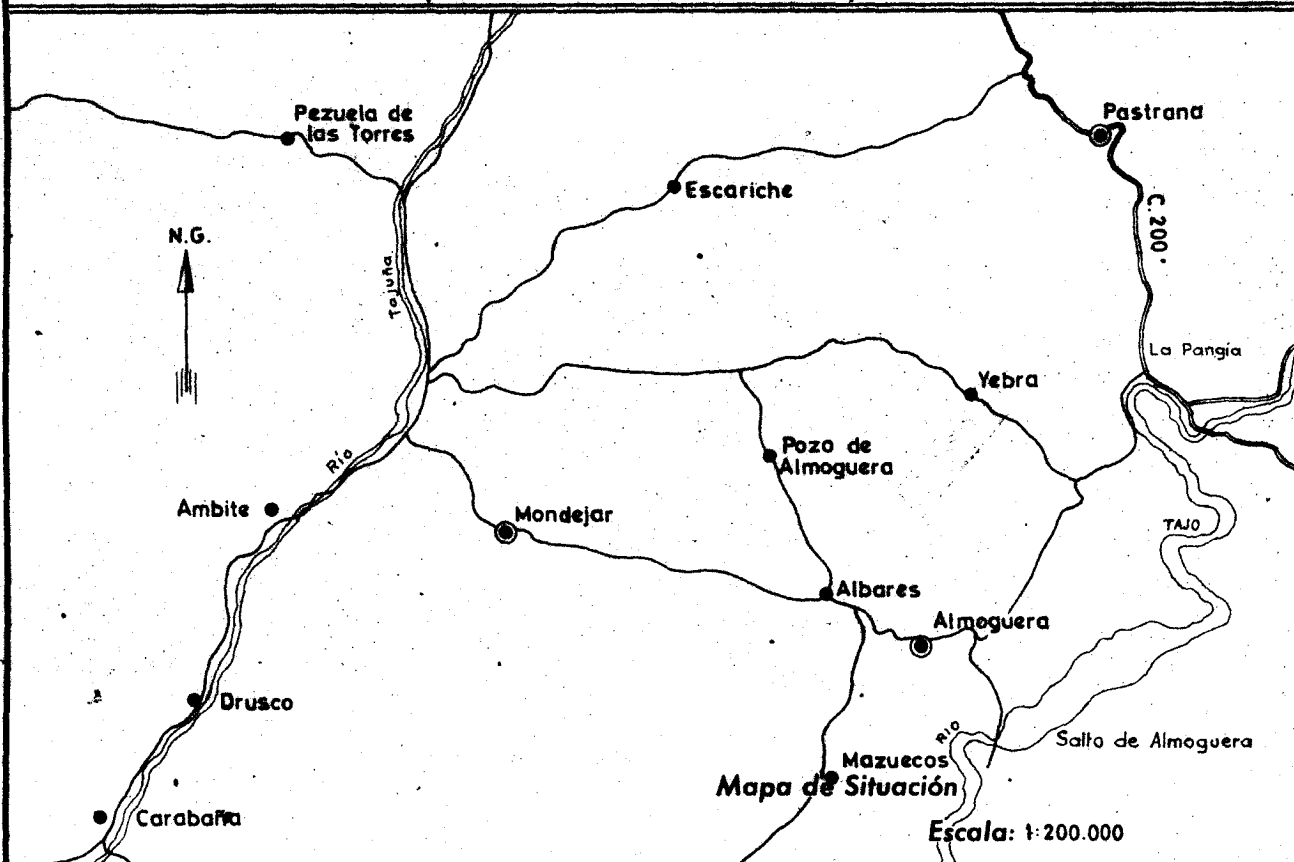 Pezuela de
las Torres
Pastrana
Escariche
C.200
N.G.
Tajuña
La Pangía
Yebra
Pozo de
Almoguera
Río
Ambite
Mondejar
TAJO
Albares
Almoguera
Drusco
RIO
Salto de Almoguera
Mazuecos
Mapa de Situación
Carabaña
Escala: 1:200.000